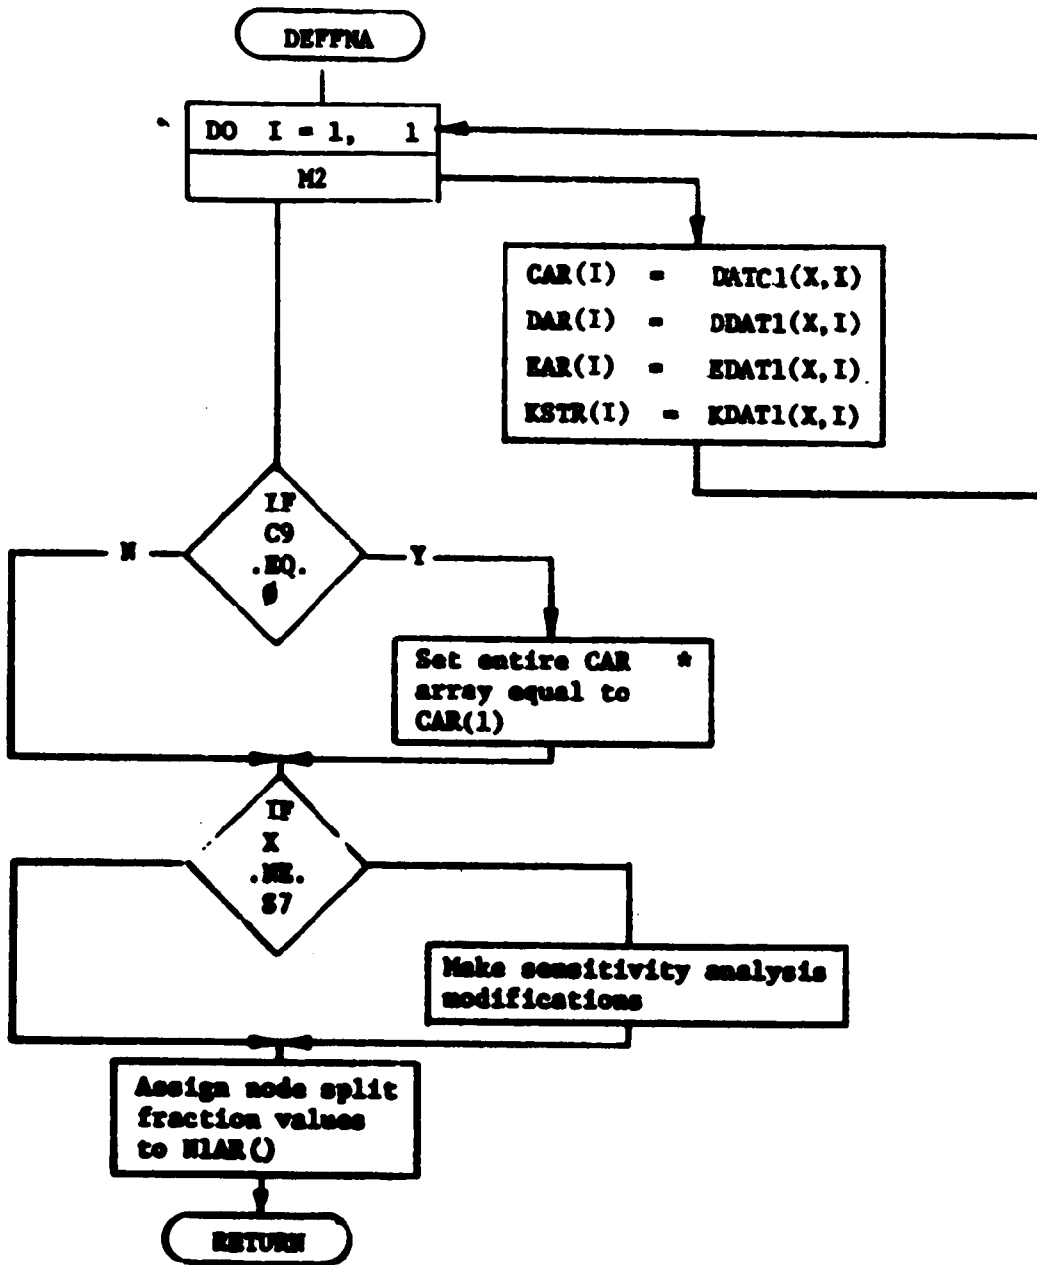 DEFFNA
DO I = 1, 1
M2
CAR(I) = DATC1(X,I)
DAR(I) = DDAT1(X,I)
EAR(I) = EDAT1(X,I)
KSTR(I) = KDAT1(X,I)
IF
C9
.EQ.
Ø
N
Y
Set entire CAR *
array equal to
CAR(1)
IF
X
.NE.
S7
Make sensitivity analysis
modifications
Assign node split
fraction values
to N1AR()
RETURN